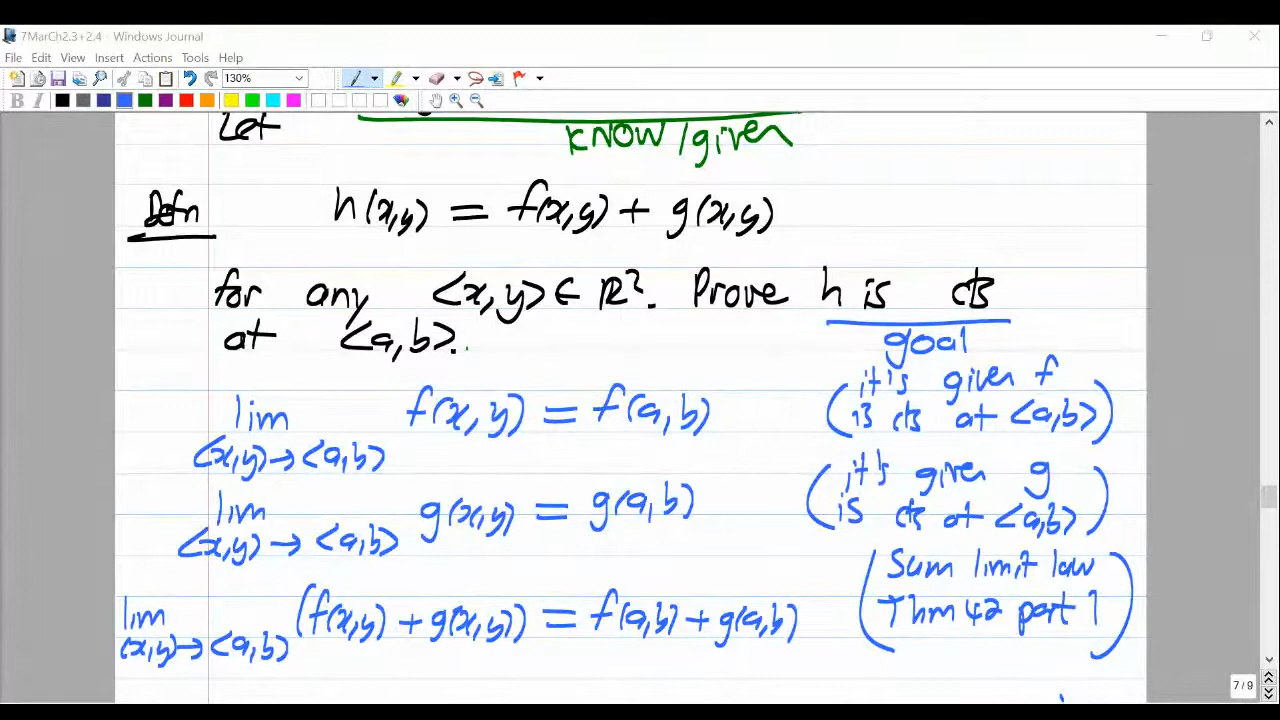 7MarCh2.3+2.4 - Windows Journal
File Edit View Insert Actions Tools Help
130%
B I
Let
know/given
Defn h(x,y) = f(x,y) + g(x,y)
for any <x,y> ∈ ℝ². Prove h is cts
at <a,b>. goal
lim f(x,y) = f(a,b) (it's given f
<x,y>→<a,b> is cts at <a,b>)
lim g(x,y) = g(a,b) (it's given g
<x,y>→<a,b> is cts at <a,b>)
lim (f(x,y) + g(x,y)) = f(a,b) + g(a,b) (Sum limit law
<x,y>→<a,b> Thm 42 part 1)
7 / 9